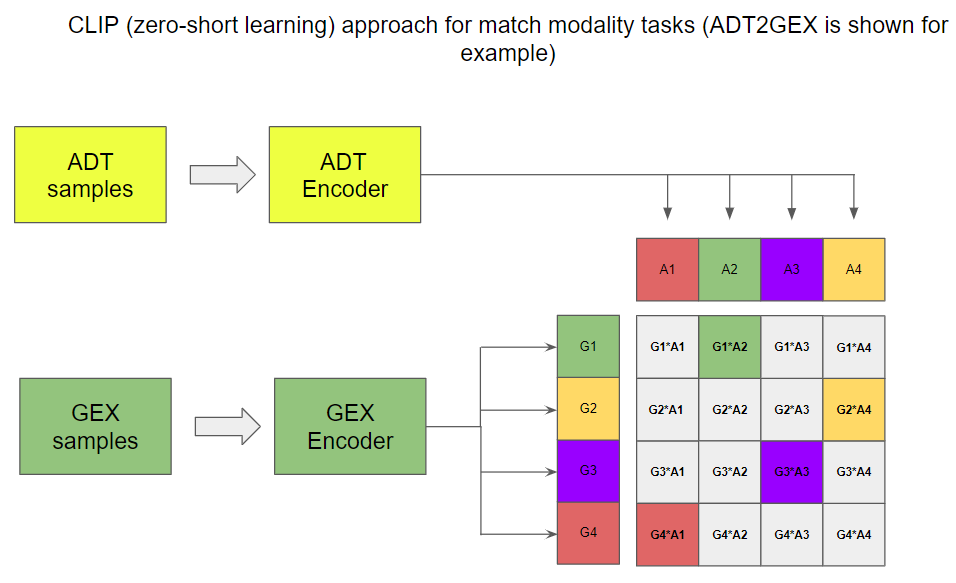 CLIP (zero-short learning) approach for match modality tasks (ADT2GEX is shown for
example)
ADT
samples
ADT
Encoder
A1 A2 A3 A4
GEX
samples
GEX
Encoder
G1 G1*A1 G1*A2 G1*A3 G1*A4
G2 G2*A1 G2*A2 G2*A3 G2*A4
G3 G3*A1 G3*A2 G3*A3 G3*A4
G4 G4*A1 G4*A2 G4*A3 G4*A4